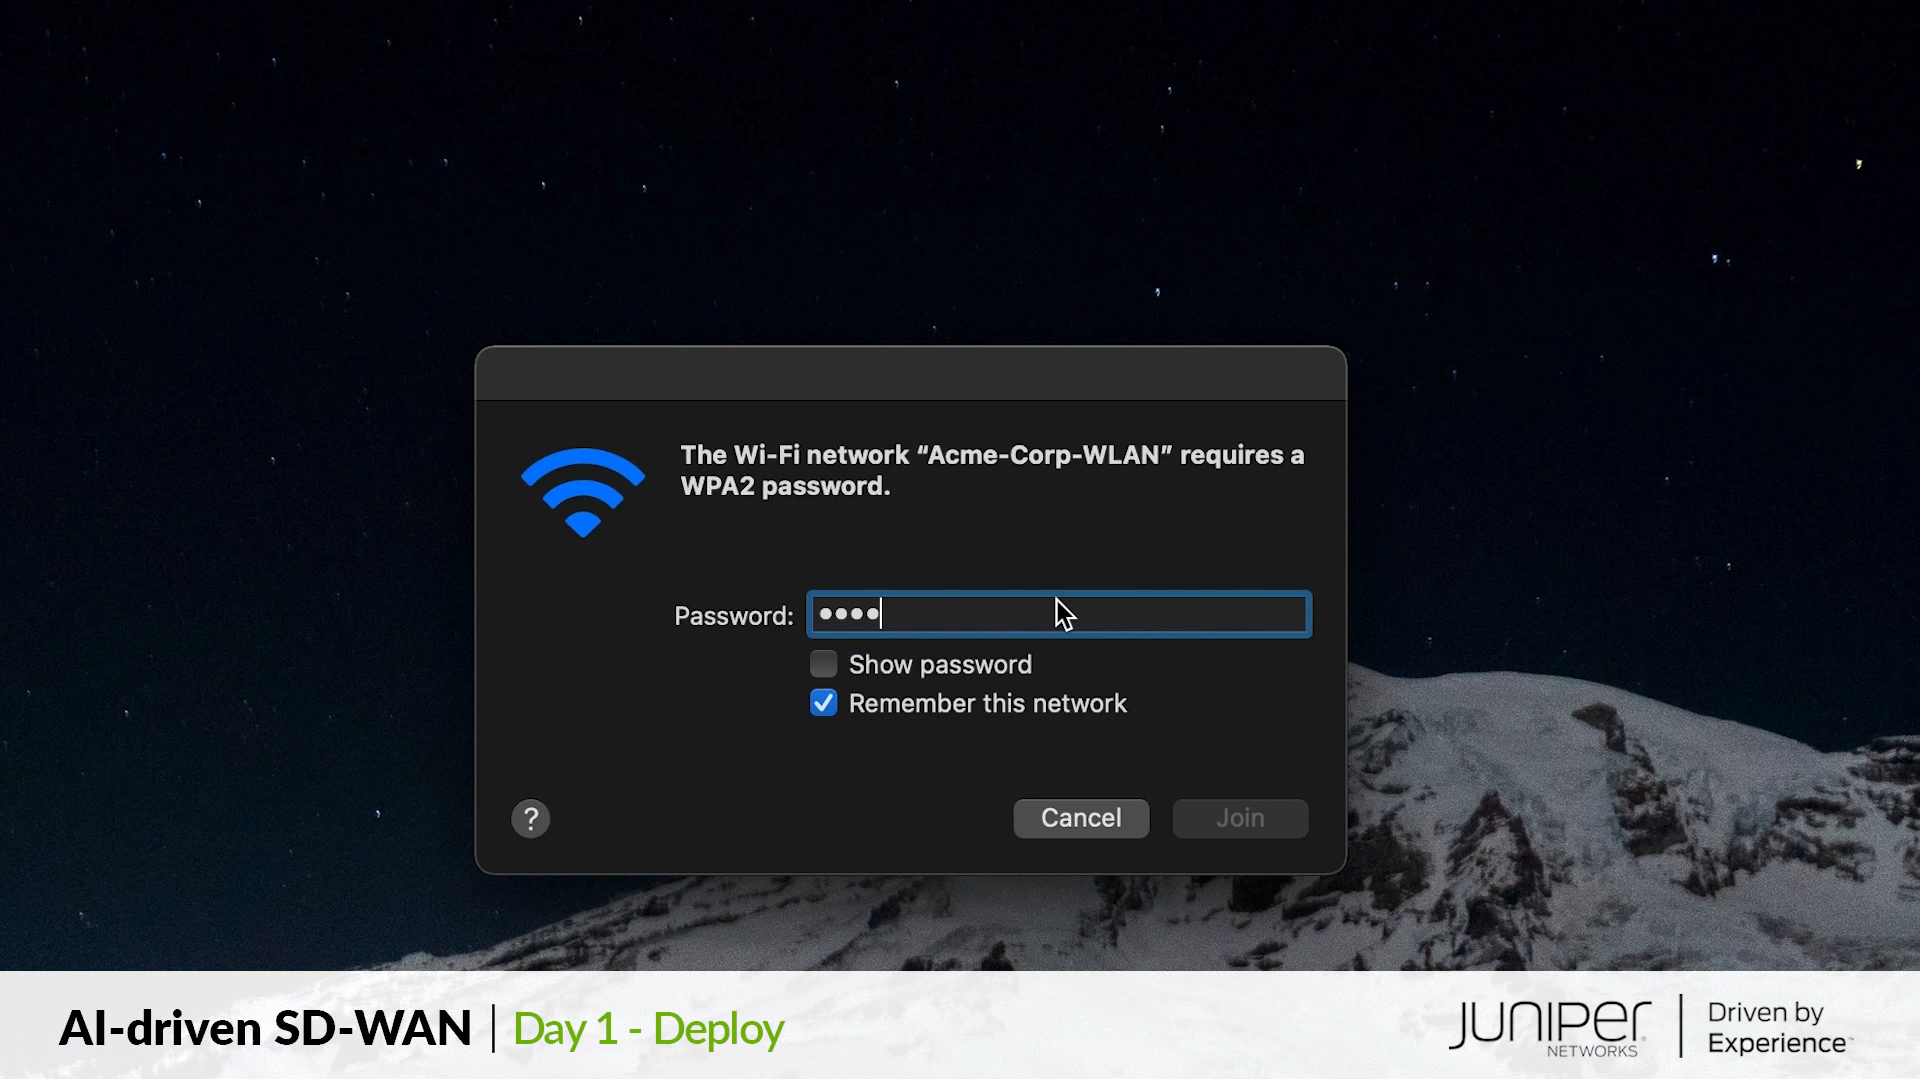 The Wi-Fi network “Acme-Corp-WLAN” requires a
WPA2 password.
Password: ••••
Show password
Remember this network
?
Cancel
Join
AI-driven SD-WAN | Day 1 - Deploy
JUNIPER
NETWORKS
Driven by
Experience™